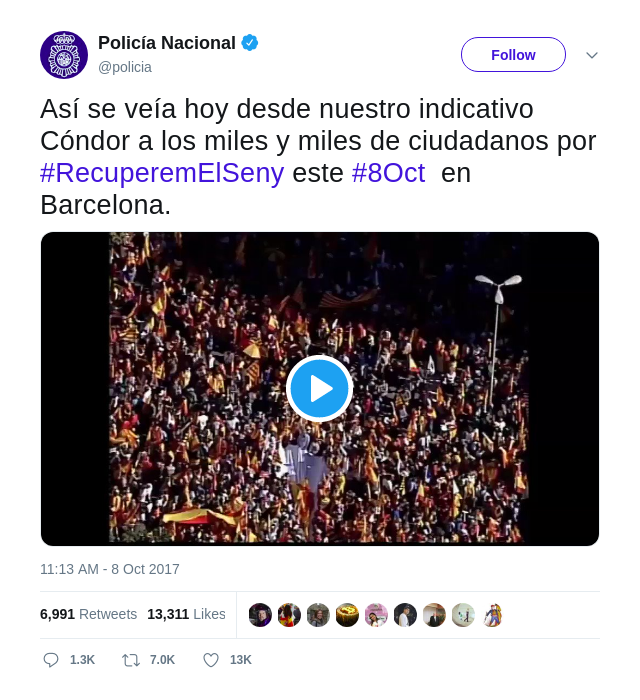 Policía Nacional
@policia
Follow
Así se veía hoy desde nuestro indicativo
Cóndor a los miles y miles de ciudadanos por
#RecuperemElSeny este #8Oct en
Barcelona.
11:13 AM - 8 Oct 2017
6,991 Retweets 13,311 Likes
1.3K 7.0K 13K